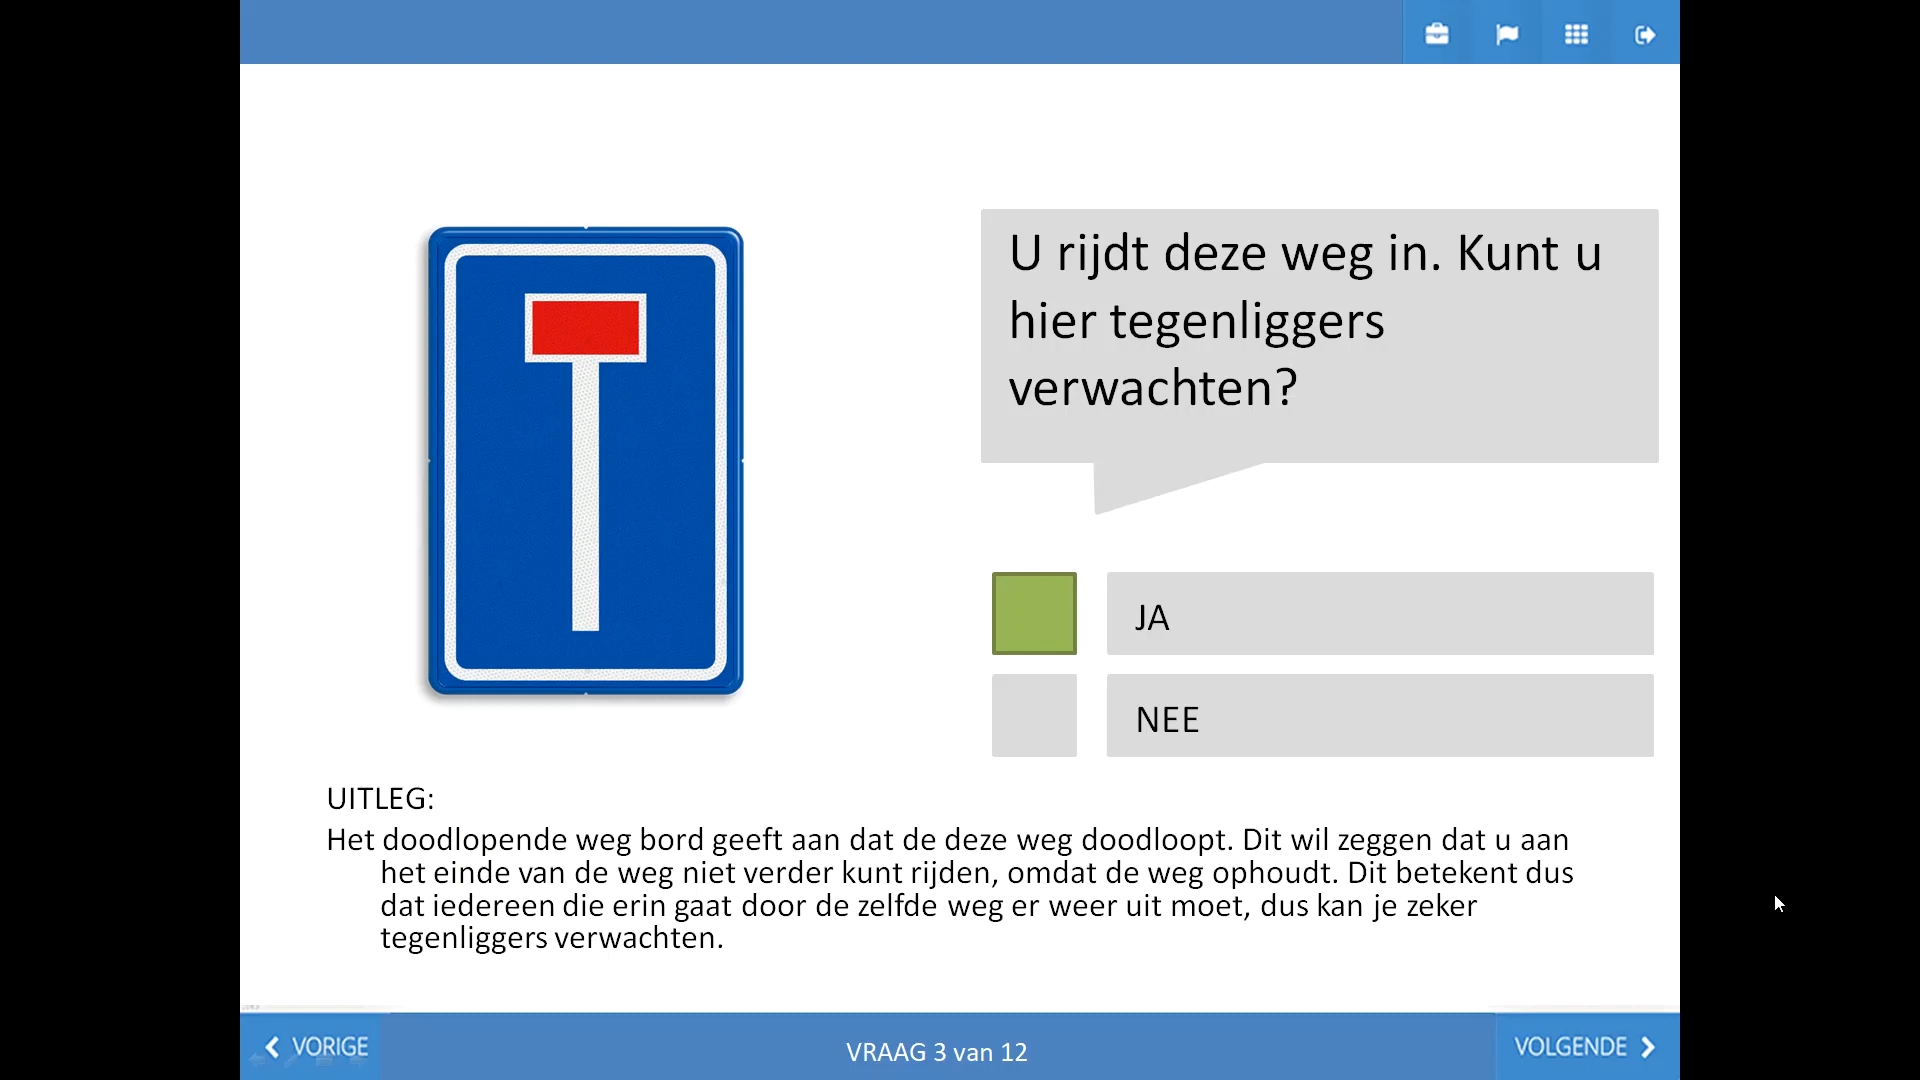 U rijdt deze weg in. Kunt u
hier tegenliggers
verwachten?
JA
NEE
UITLEG:
Het doodlopende weg bord geeft aan dat de deze weg doodloopt. Dit wil zeggen dat u aan
het einde van de weg niet verder kunt rijden, omdat de weg ophoudt. Dit betekent dus
dat iedereen die erin gaat door de zelfde weg er weer uit moet, dus kan je zeker
tegenliggers verwachten.
VORIGE
VRAAG 3 van 12
VOLGENDE